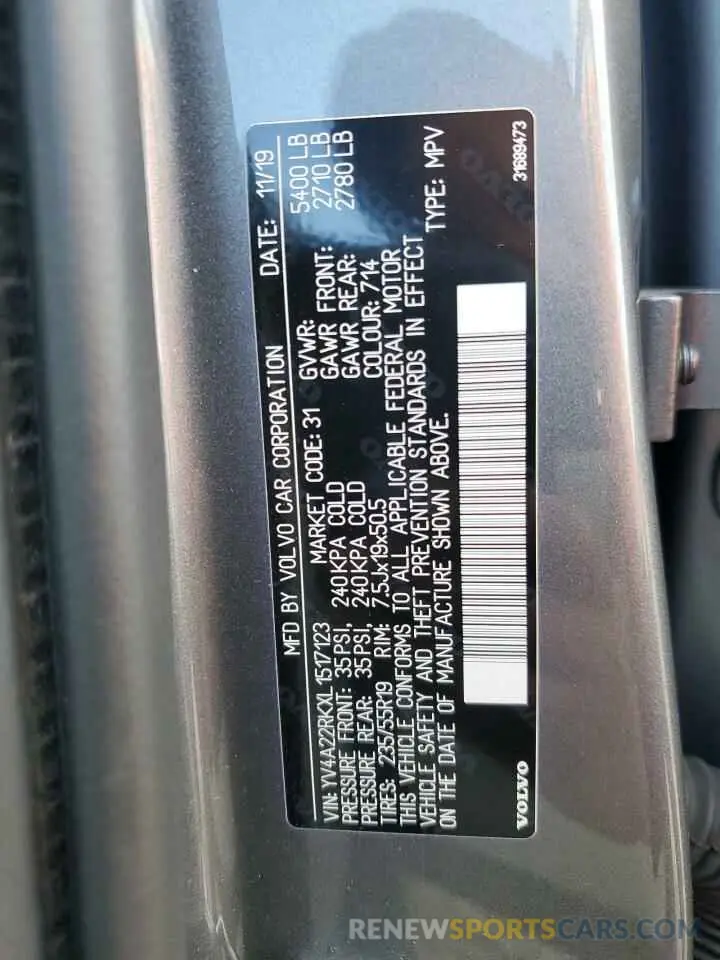 MFD BY VOLVO CAR CORPORATION DATE: 11/19
VIN: YV4A22RKXL1517123 MARKET CODE: 31 GVWR: 5400 LB
PRESSURE FRONT: 35PSI, 240KPA COLD GAWR FRONT: 2710 LB
PRESSURE REAR: 35PSI, 240KPA COLD GAWR REAR: 2780 LB
TIRES: 235/55R19 RIM: 7.5Jx19x50.5 COLOUR: 714
THIS VEHICLE CONFORMS TO ALL APPLICABLE FEDERAL MOTOR
VEHICLE SAFETY AND THEFT PREVENTION STANDARDS IN EFFECT
ON THE DATE OF MANUFACTURE SHOWN ABOVE. TYPE: MPV
VOLVO 31689473
RENEWSPORTSCARS.COM